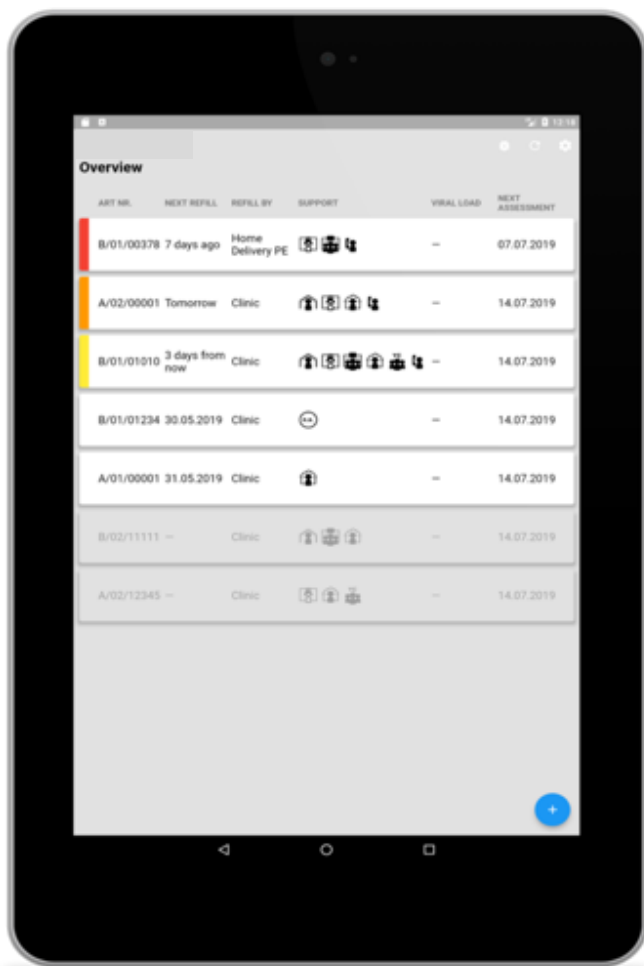 12:18
Overview
ART NR. NEXT REFILL REFILL BY SUPPORT VIRAL LOAD NEXT ASSESSMENT
B/01/00378 7 days ago Home Delivery PE – 07.07.2019
A/02/00001 Tomorrow Clinic – 14.07.2019
B/01/01010 3 days from now Clinic – 14.07.2019
B/01/01234 30.05.2019 Clinic – 14.07.2019
A/01/00001 31.05.2019 Clinic – 14.07.2019
B/02/11111 – Clinic – 14.07.2019
A/02/12345 – Clinic – 14.07.2019
+